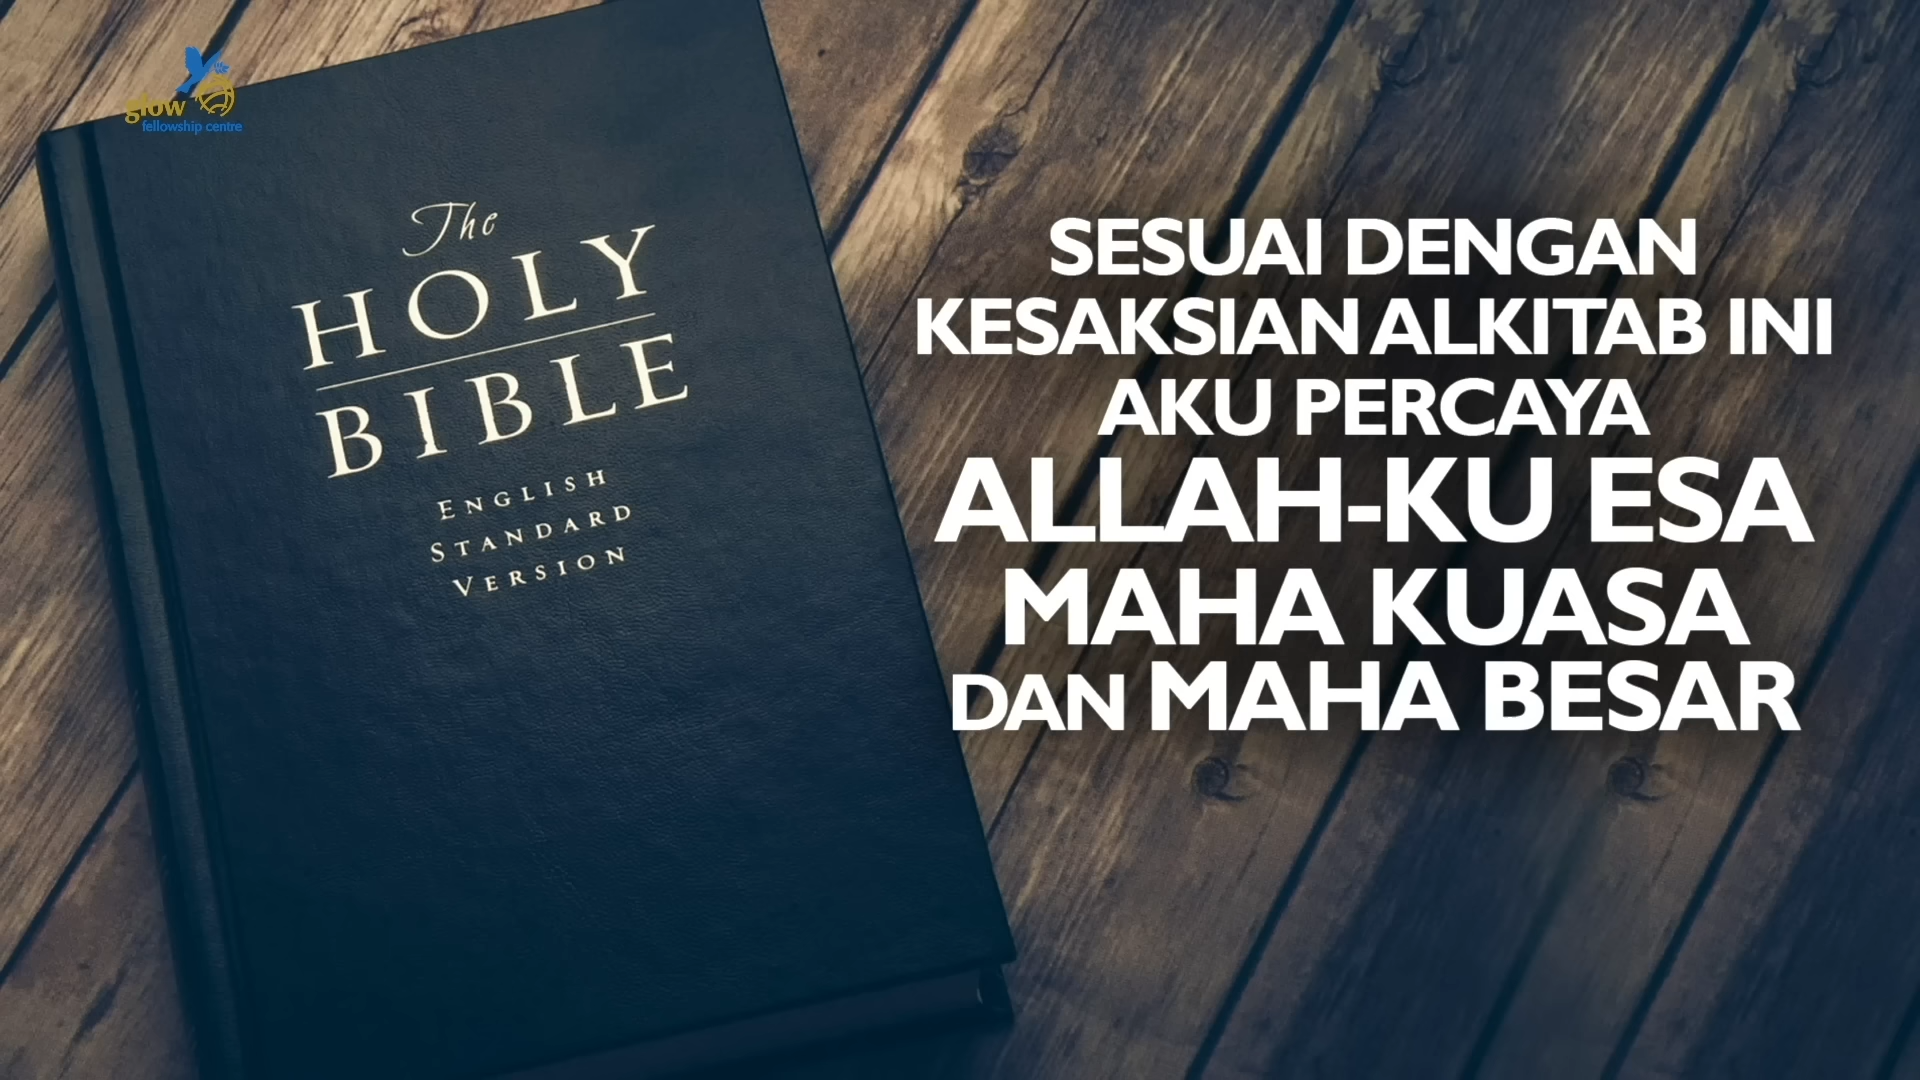 glow
fellowship centre
The
HOLY
BIBLE
ENGLISH
STANDARD
VERSION
SESUAI DENGAN
KESAKSIAN ALKITAB INI
AKU PERCAYA
ALLAH-KU ESA
MAHA KUASA
DAN MAHA BESAR